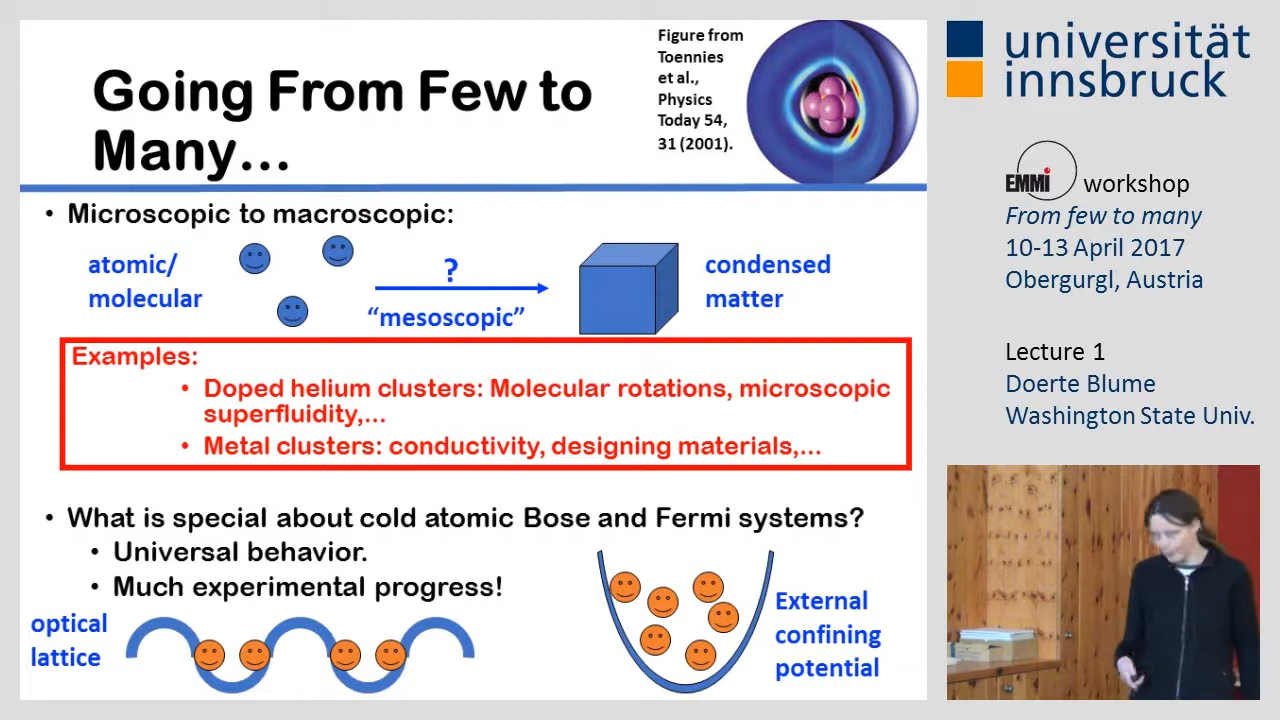 Going From Few to
Many...
Figure from
Toennies
et al.,
Physics
Today 54,
31 (2001).
• Microscopic to macroscopic:
atomic/
molecular
?
"mesoscopic"
condensed
matter
Examples:
• Doped helium clusters: Molecular rotations, microscopic
superfluidity,...
• Metal clusters: conductivity, designing materials,...
• What is special about cold atomic Bose and Fermi systems?
• Universal behavior.
• Much experimental progress!
optical
lattice
External
confining
potential
universität
innsbruck
EMMI workshop
From few to many
10-13 April 2017
Obergurgl, Austria
Lecture 1
Doerte Blume
Washington State Univ.